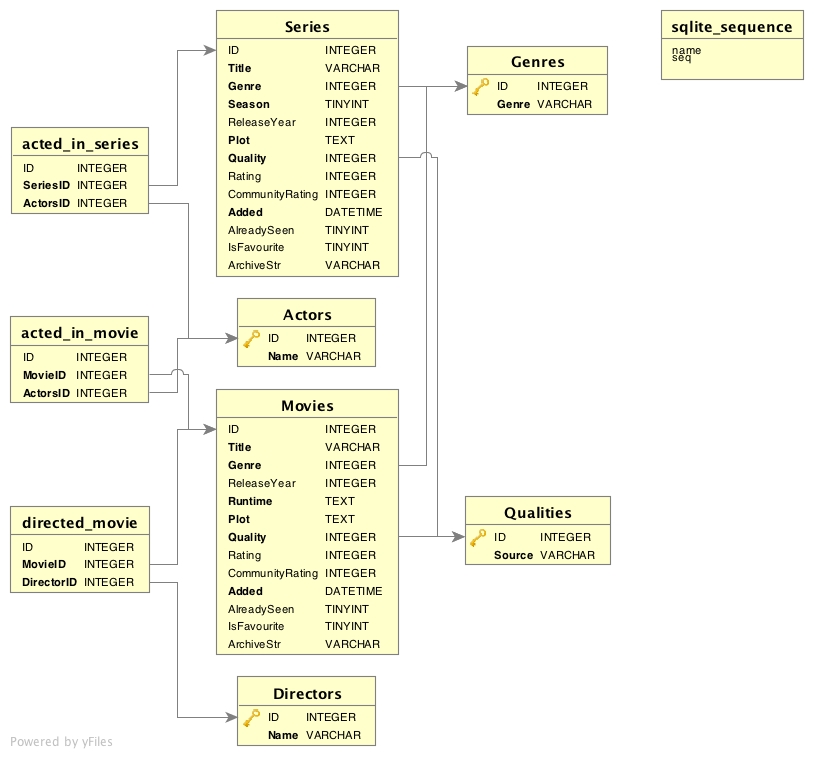 Series
ID INTEGER
Title VARCHAR
Genre INTEGER
Season TINYINT
ReleaseYear INTEGER
Plot TEXT
Quality INTEGER
Rating INTEGER
CommunityRating INTEGER
Added DATETIME
AlreadySeen TINYINT
IsFavourite TINYINT
ArchiveStr VARCHAR
Genres
ID INTEGER
Genre VARCHAR
sqlite_sequence
name
seq
acted_in_series
ID INTEGER
SeriesID INTEGER
ActorsID INTEGER
Actors
ID INTEGER
Name VARCHAR
acted_in_movie
ID INTEGER
MovieID INTEGER
ActorsID INTEGER
Movies
ID INTEGER
Title VARCHAR
Genre INTEGER
ReleaseYear INTEGER
Runtime TEXT
Plot TEXT
Quality INTEGER
Rating INTEGER
CommunityRating INTEGER
Added DATETIME
AlreadySeen TINYINT
IsFavourite TINYINT
ArchiveStr VARCHAR
Qualities
ID INTEGER
Source VARCHAR
directed_movie
ID INTEGER
MovieID INTEGER
DirectorID INTEGER
Directors
ID INTEGER
Name VARCHAR
Powered by yFiles